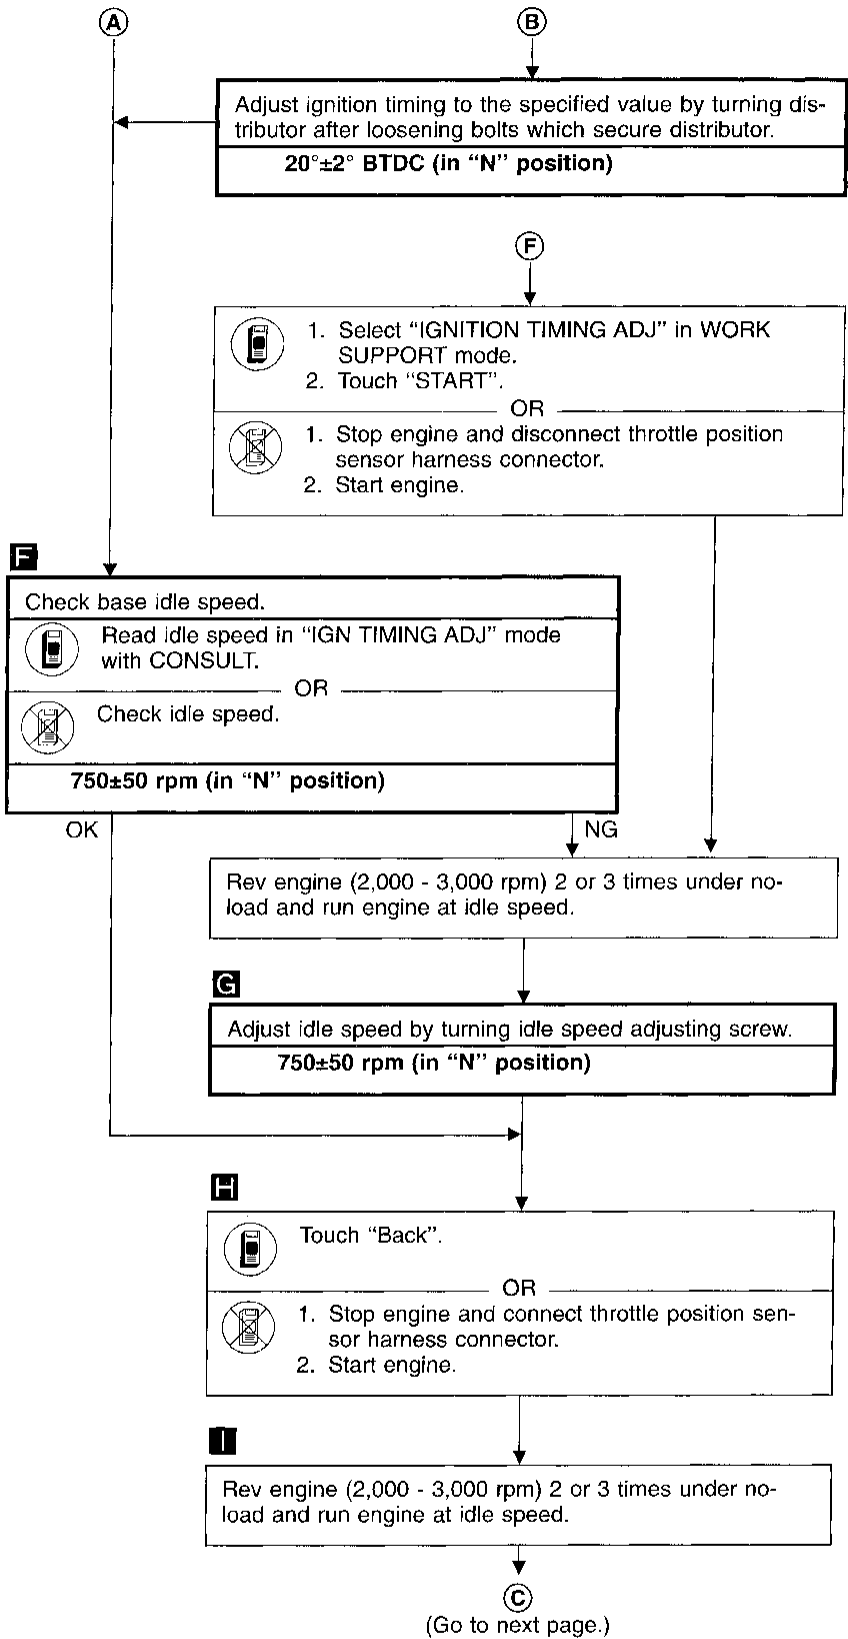 A
B
Adjust ignition timing to the specified value by turning dis-
tributor after loosening bolts which secure distributor.
20°±2° BTDC (in “N” position)
F
1. Select “IGNITION TIMING ADJ” in WORK
SUPPORT mode.
2. Touch “START”.
OR
1. Stop engine and disconnect throttle position
sensor harness connector.
2. Start engine.
F
Check base idle speed.
Read idle speed in “IGN TIMING ADJ” mode
with CONSULT.
OR
Check idle speed.
750±50 rpm (in “N” position)
OK
NG
Rev engine (2,000 - 3,000 rpm) 2 or 3 times under no-
load and run engine at idle speed.
G
Adjust idle speed by turning idle speed adjusting screw.
750±50 rpm (in “N” position)
H
Touch “Back”.
OR
1. Stop engine and connect throttle position sen-
sor harness connector.
2. Start engine.
I
Rev engine (2,000 - 3,000 rpm) 2 or 3 times under no-
load and run engine at idle speed.
C
(Go to next page.)